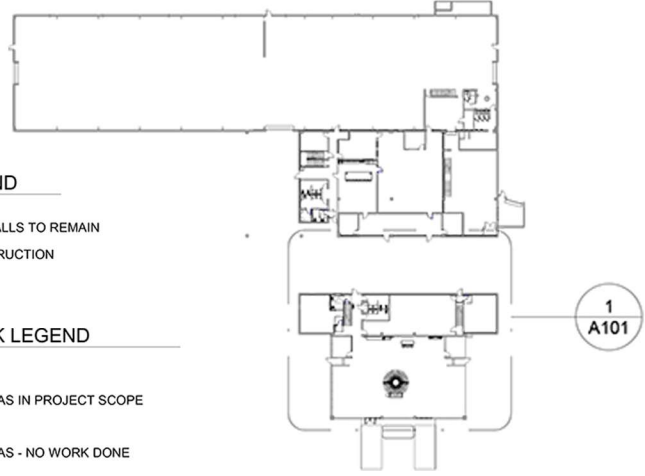 ND
ALLS TO REMAIN
RUCTION
K LEGEND
AS IN PROJECT SCOPE
AS - NO WORK DONE
1
A101